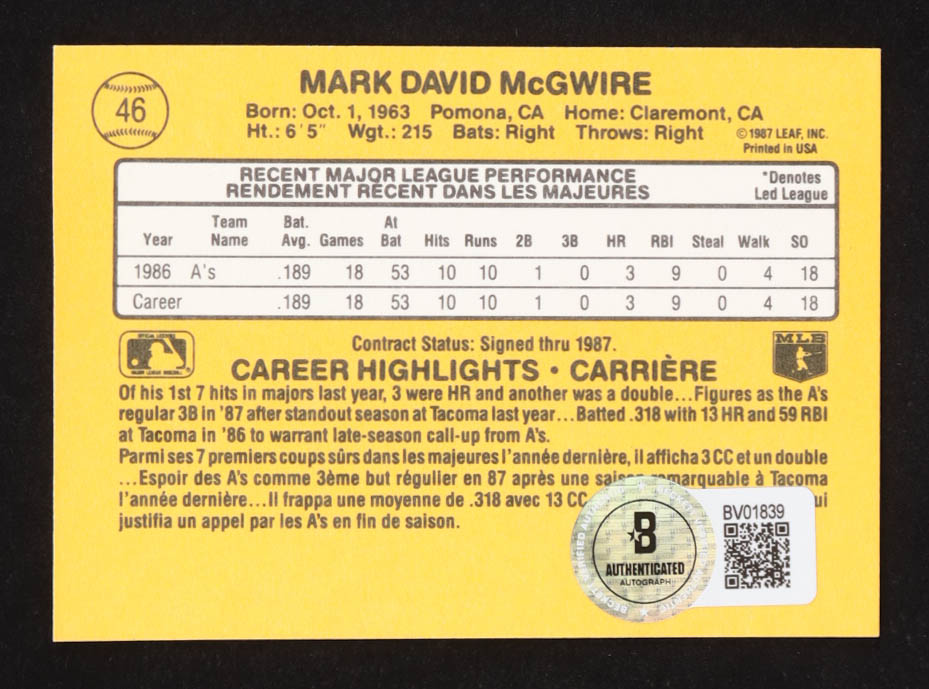 46
MARK DAVID McGWIRE
Born: Oct. 1, 1963 Pomona, CA Home: Claremont, CA
Ht.: 6'5" Wgt.: 215 Bats: Right Throws: Right
©1987 LEAF, INC.
Printed in USA
RECENT MAJOR LEAGUE PERFORMANCE
RENDEMENT RÉCENT DANS LES MAJEURES
*Denotes
Led League
Year Team Name Bat. Avg. Games At Bat Hits Runs 2B 3B HR RBI Steal Walk SO
1986 A's .189 18 53 10 10 1 0 3 9 0 4 18
Career .189 18 53 10 10 1 0 3 9 0 4 18
Contract Status: Signed thru 1987.
MLB
CAREER HIGHLIGHTS • CARRIÈRE
Of his 1st 7 hits in majors last year, 3 were HR and another was a double...Figures as the A's
regular 3B in '87 after standout season at Tacoma last year...Batted .318 with 13 HR and 59 RBI
at Tacoma in '86 to warrant late-season call-up from A's.
Parmi ses 7 premiers coups sûrs dans les majeures l'année dernière, il afficha 3 CC et un double
...Espoir des A's comme 3ème but régulier en 87 après une saison remarquable à Tacoma
l'année dernière...Il frappa une moyenne de .318 avec 13 CC
justifia un appel par les A's en fin de saison.
B
AUTHENTICATED
AUTOGRAPH
BV01839